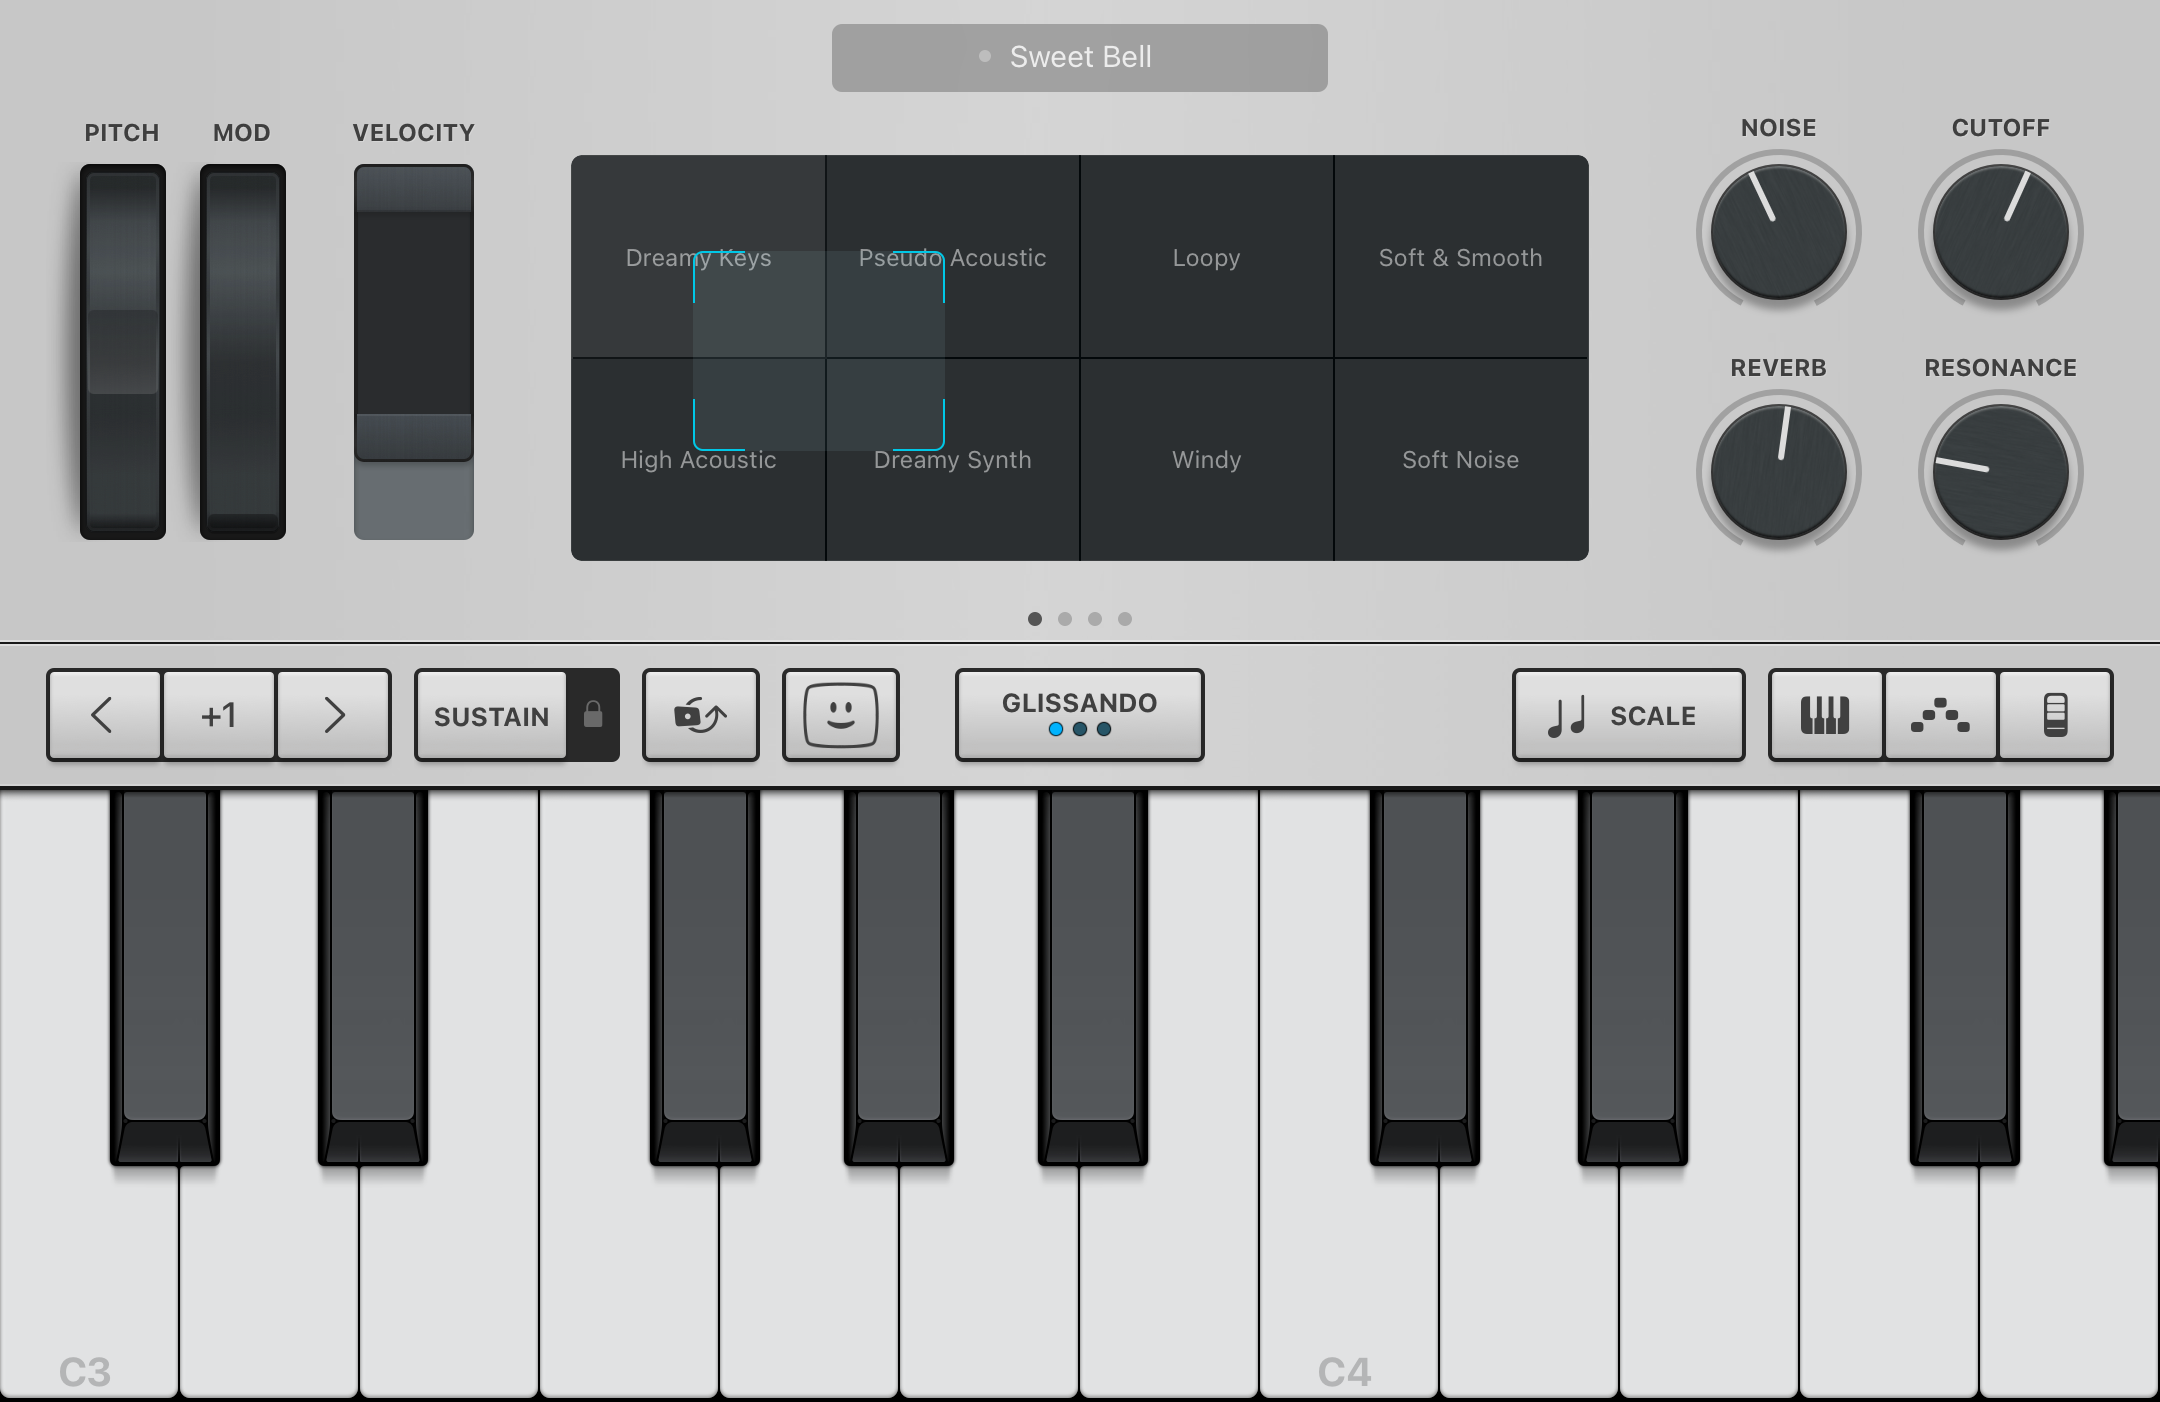 Sweet Bell
PITCH MOD VELOCITY
NOISE CUTOFF
Dreamy Keys Pseudo Acoustic Loopy Soft & Smooth
REVERB RESONANCE
High Acoustic Dreamy Synth Windy Soft Noise
+1 SUSTAIN GLISSANDO SCALE
C3 C4